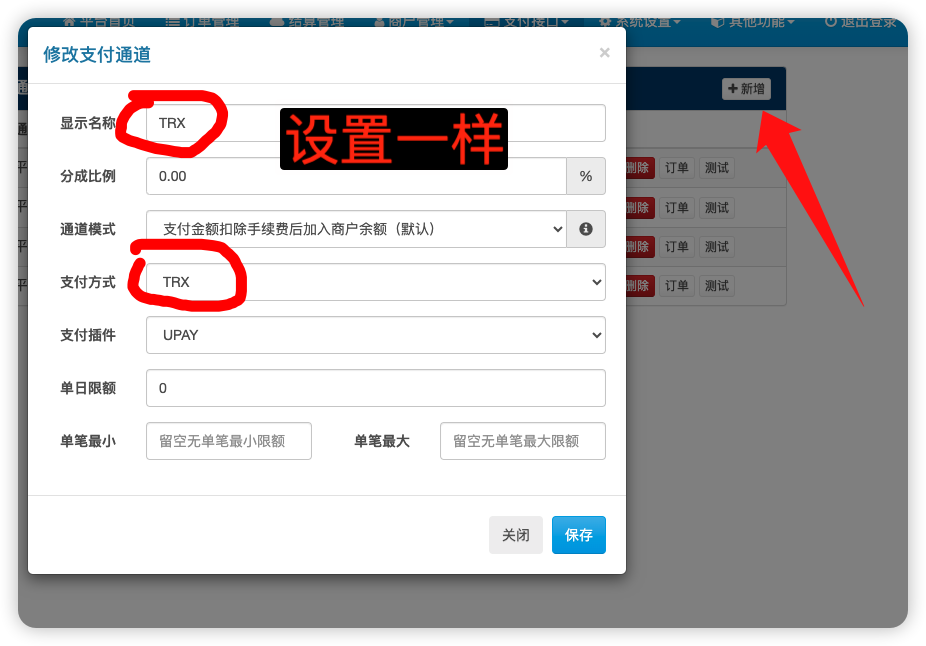 平台首页 订单管理 结算管理 商户管理 支付接口 系统设置 其他功能 退出登录
修改支付通道 ×
新增
显示名称 TRX
设置一样
分成比例 0.00 %
删除 订单 测试
删除 订单 测试
通道模式 支付金额扣除手续费后加入商户余额（默认）
删除 订单 测试
支付方式 TRX
删除 订单 测试
支付插件 UPAY
单日限额 0
单笔最小 留空无单笔最小限额 单笔最大 留空无单笔最大限额
关闭 保存